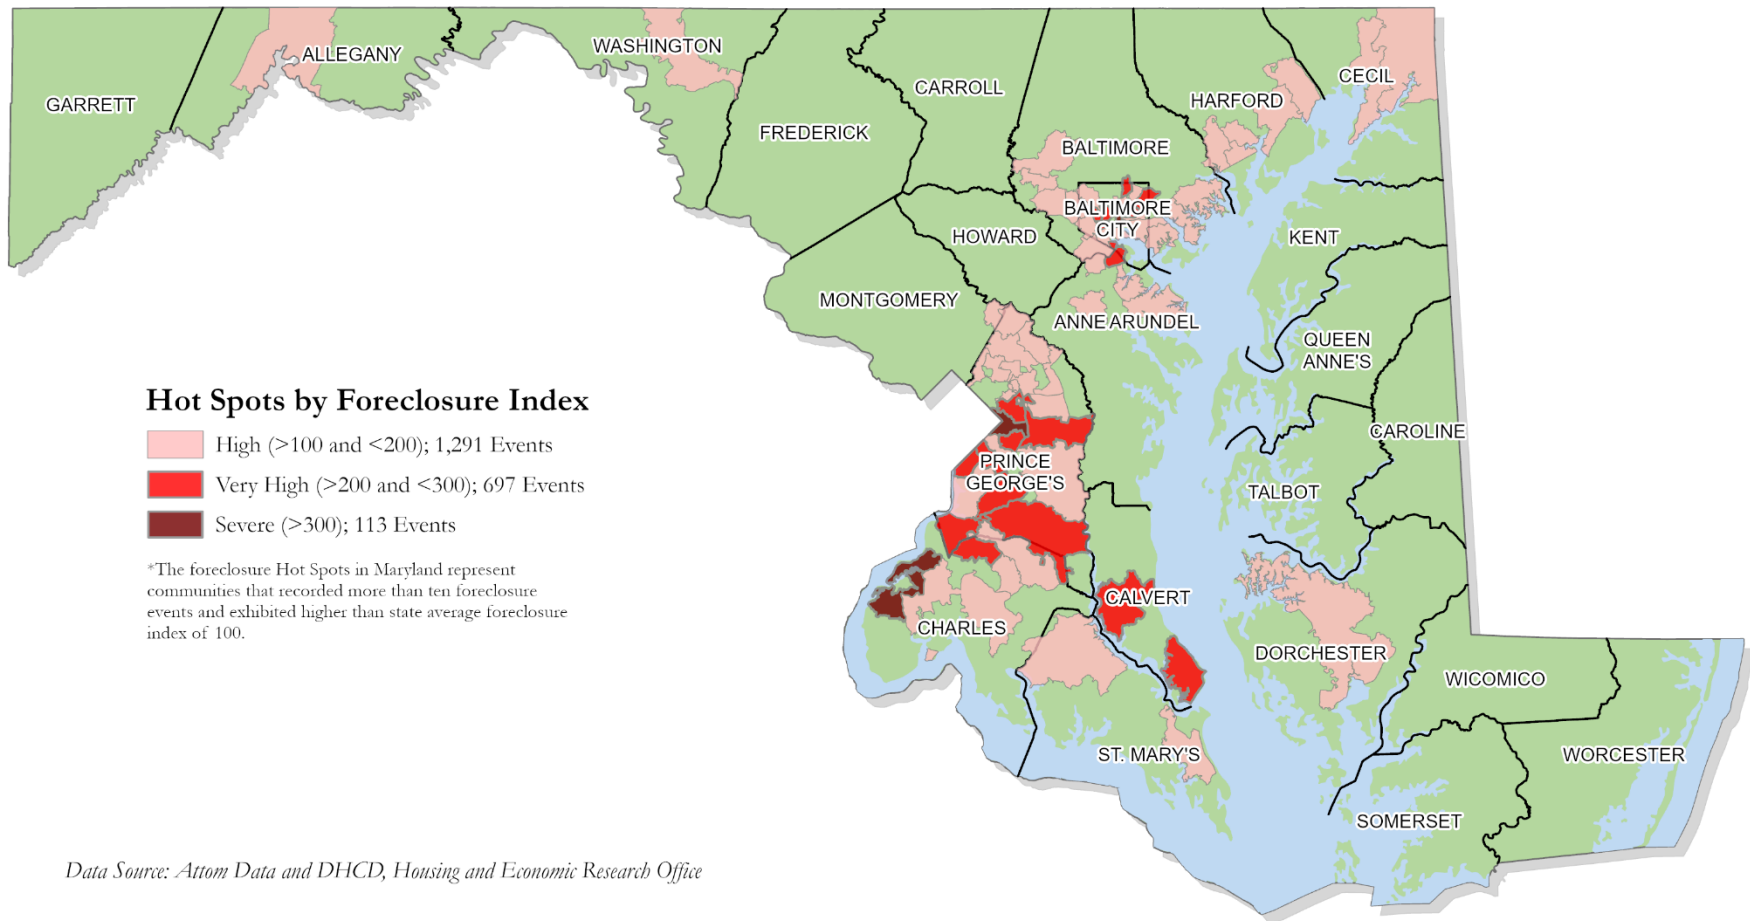 GARRETT
ALLEGANY
WASHINGTON
FREDERICK
CARROLL
BALTIMORE
HARFORD
CECIL
BALTIMORE
CITY
HOWARD
KENT
MONTGOMERY
ANNE ARUNDEL
QUEEN
ANNE'S
CAROLINE
PRINCE
GEORGE'S
TALBOT
CALVERT
CHARLES
DORCHESTER
WICOMICO
ST. MARY'S
WORCESTER
SOMERSET
Hot Spots by Foreclosure Index
High (>100 and <200); 1,291 Events
Very High (>200 and <300); 697 Events
Severe (>300); 113 Events
*The foreclosure Hot Spots in Maryland represent
communities that recorded more than ten foreclosure
events and exhibited higher than state average foreclosure
index of 100.
Data Source: Attom Data and DHCD, Housing and Economic Research Office